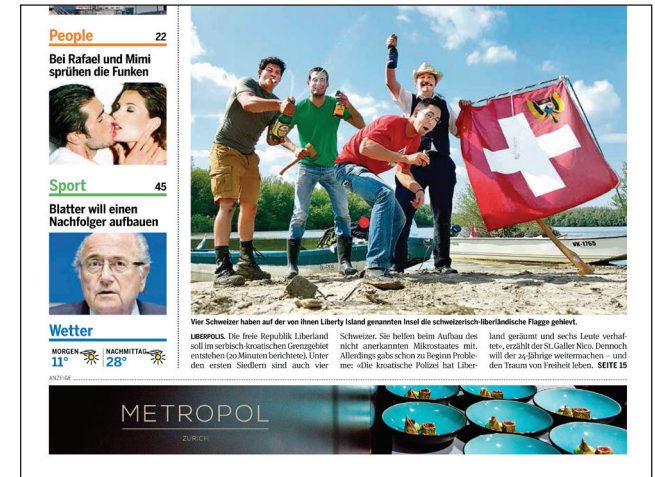 People 22
Bei Rafael und Mimi
sprühen die Funken
Sport 45
Blatter will einen
Nachfolger aufbauen
Wetter
MORGEN
11°
NACHMITTAG
28°
VK-1765
Vier Schweizer haben auf der von ihnen Liberty Island genannten Insel die schweizerisch-liberländische Flagge gehievt.
LIBERPOLIS. Die freie Republik Liberland
soll im serbisch-kroatischen Grenzgebiet
entstehen (20 Minuten berichtete). Unter
den ersten Siedlern sind auch vier
Schweizer. Sie helfen beim Aufbau des
nicht anerkannten Mikrostaates mit.
Allerdings gabs schon zu Beginn Proble-
me: «Die kroatische Polizei hat Liber-
land geräumt und sechs Leute verhaf-
tet», erzählt der St. Galler Nico. Dennoch
will der 24-Jährige weitermachen – und
den Traum von Freiheit leben. SEITE 15
ANZEIGE
METROPOL
ZURICH